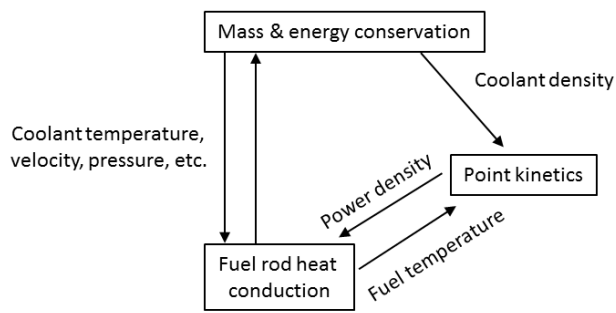 Mass & energy conservation
Coolant density
Coolant temperature,
velocity, pressure, etc.
Point kinetics
Power density
Fuel temperature
Fuel rod heat
conduction